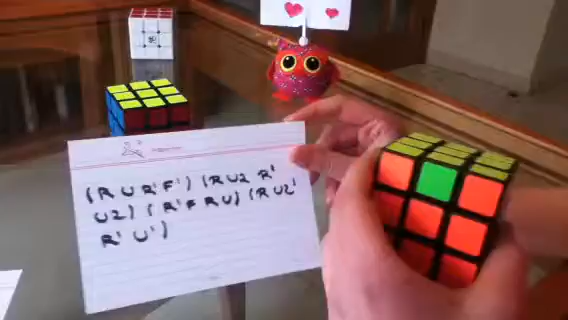 (R U R' F') (R U2 R'
U2) (R' F R U) (R U2'
R' U')